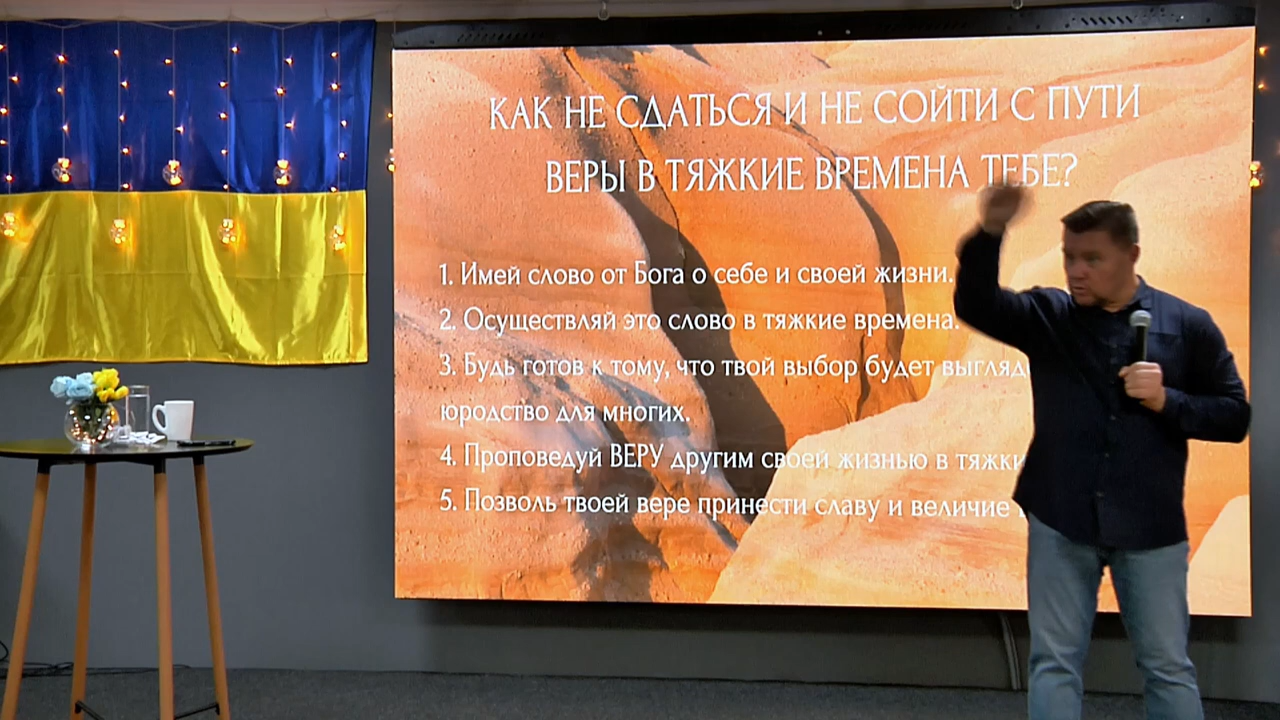 КАК НЕ СДАТЬСЯ И НЕ СОЙТИ С ПУТИ
ВЕРЫ В ТЯЖКИЕ ВРЕМЕНА ТЕБЕ?
1. Имей слово от Бога о себе и своей жизни.
2. Осуществляй это слово в тяжкие времена.
3. Будь готов к тому, что твой выбор будет
юродство для многих.
4. Проповедуй ВЕРУ другим своей жизнью в
5. Позволь твоей вере принести славу и величие